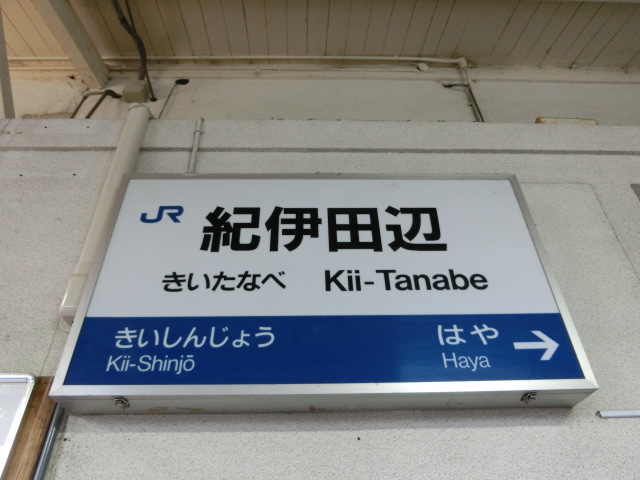 JR 紀伊田辺
きいたなべ Kii-Tanabe
きいしんじょう はや →
Kii-Shinjō Haya